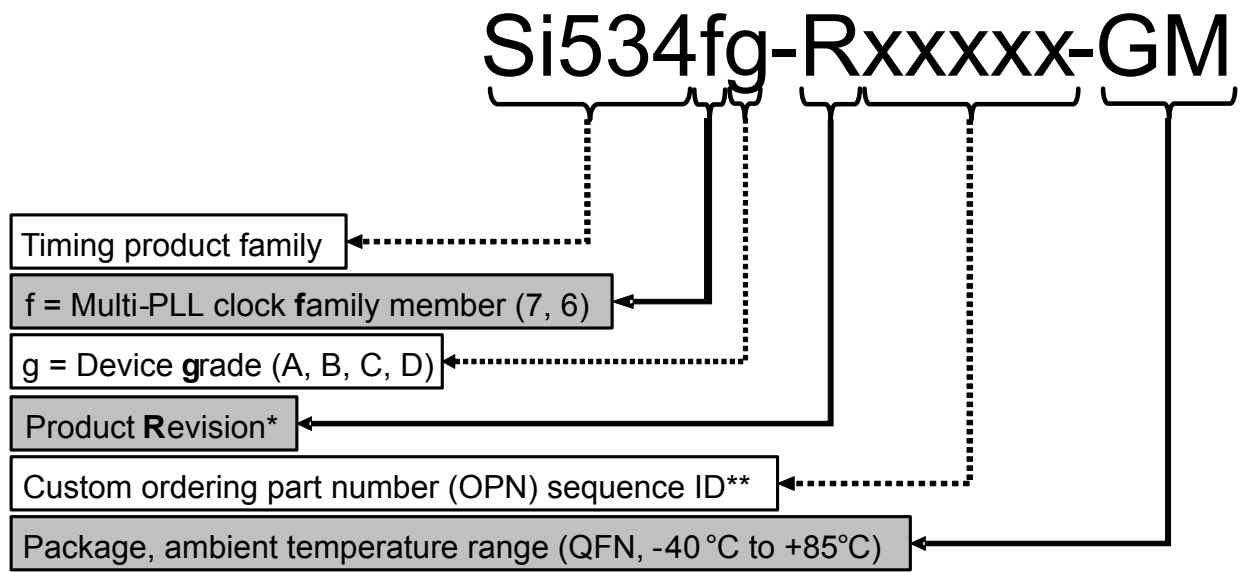 Si534fg-Rxxxxx-GM
Timing product family
f = Multi-PLL clock family member (7, 6)
g = Device grade (A, B, C, D)
Product Revision*
Custom ordering part number (OPN) sequence ID**
Package, ambient temperature range (QFN, -40 °C to +85°C)